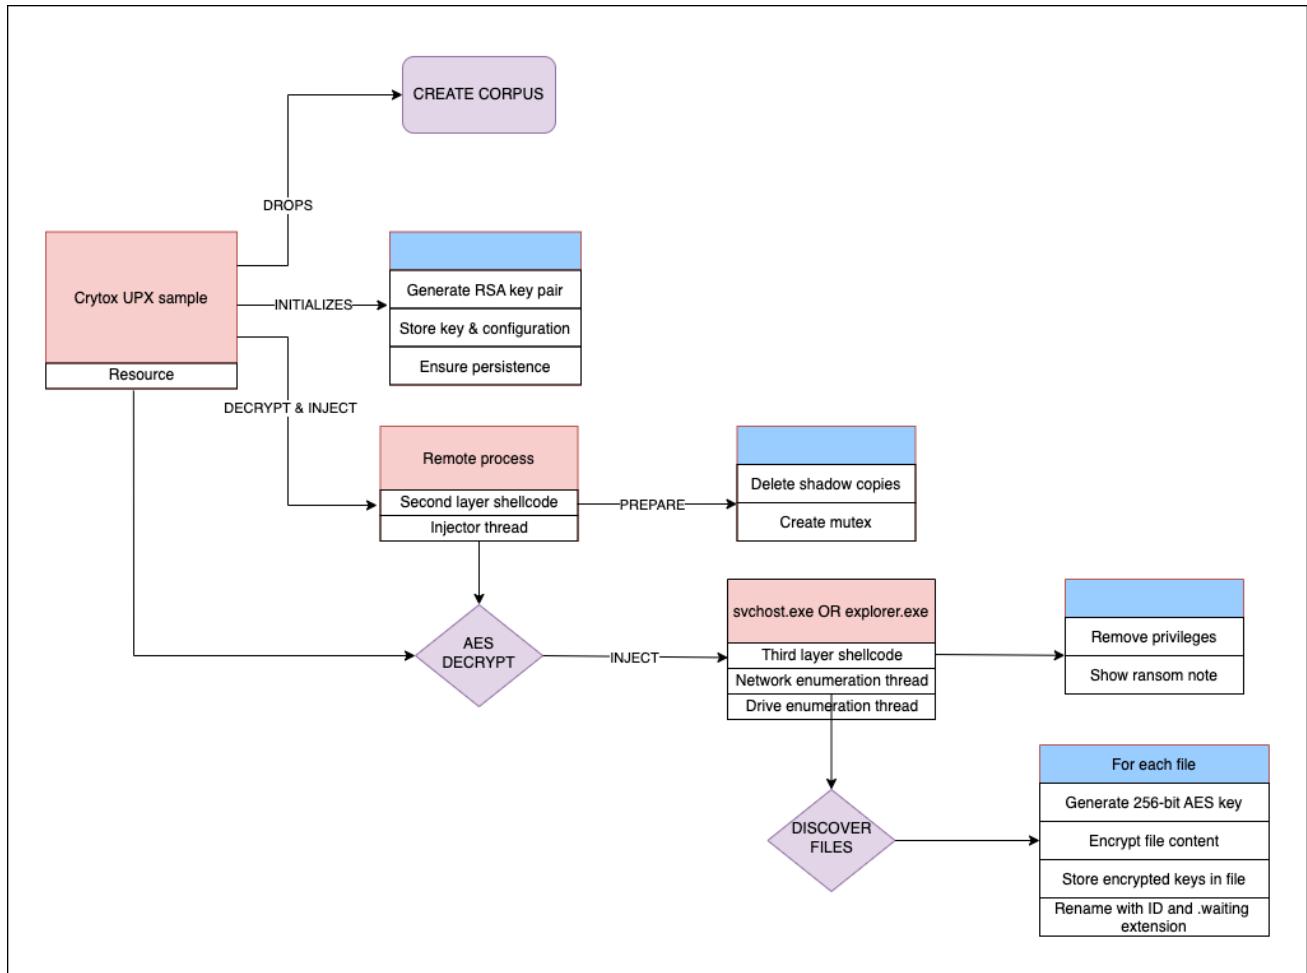 CREATE CORPUS
DROPS
Crytox UPX sample
Resource
INITIALIZES
Generate RSA key pair
Store key & configuration
Ensure persistence
DECRYPT & INJECT
Remote process
Second layer shellcode
Injector thread
PREPARE
Delete shadow copies
Create mutex
AES
DECRYPT
INJECT
svchost.exe OR explorer.exe
Third layer shellcode
Network enumeration thread
Drive enumeration thread
Remove privileges
Show ransom note
DISCOVER
FILES
For each file
Generate 256-bit AES key
Encrypt file content
Store encrypted keys in file
Rename with ID and .waiting
extension